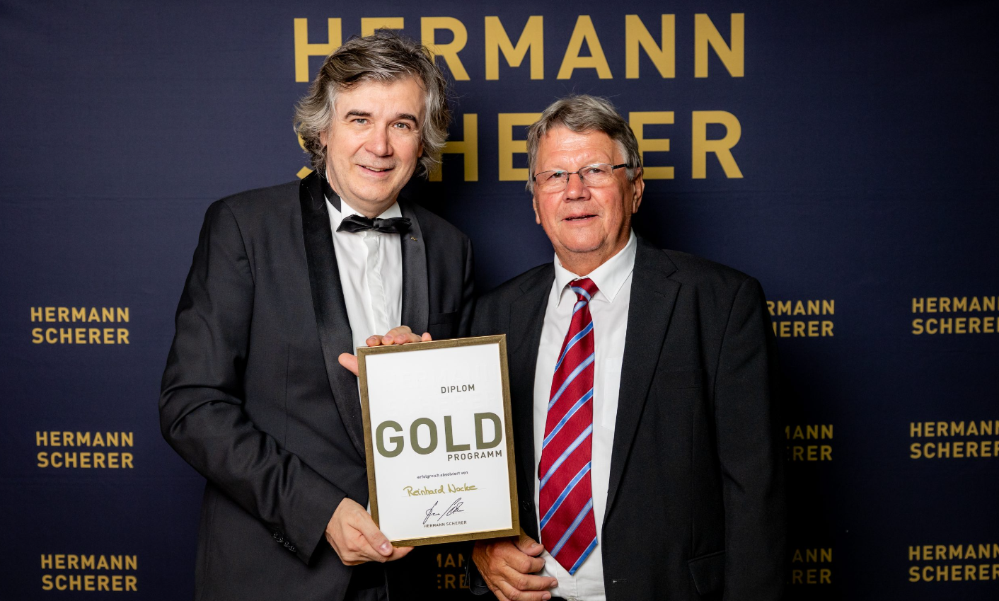 HERMANN
SCHERER
HERMANN
SCHERER
HERMANN
SCHERER
HERMANN
SCHERER
HERMANN
SCHERER
HERMANN
SCHERER
HERMANN
SCHERER
DIPLOM
GOLD
PROGRAMM
erfolgreich absolviert von
Reinhard Nocke
HERMANN SCHERER